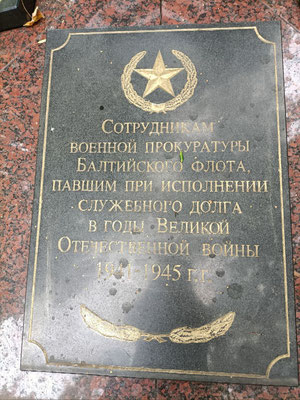 Сотрудникам
военной прокуратуры
Балтийского флота,
павшим при исполнении
служебного долга
в годы Великой
Отечественной войны
1941-1945 г.г.